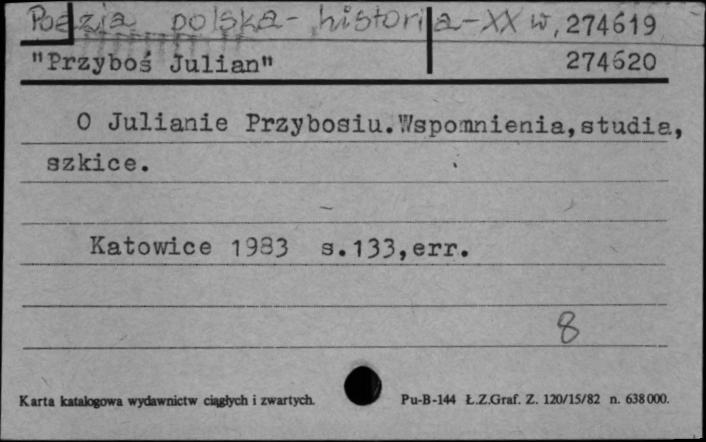 Poezja polska - historia - XX w, 274619
"Przyboś Julian" 274620
O Julianie Przybosiu. Wspomnienia, studia,
szkice.
Katowice 1983 s.133, err.
8
Karta katalogowa wydawnictw ciągłych i zwartych. Pu-B-144 Ł.Z.Graf. Z. 120/15/82 n. 638000.